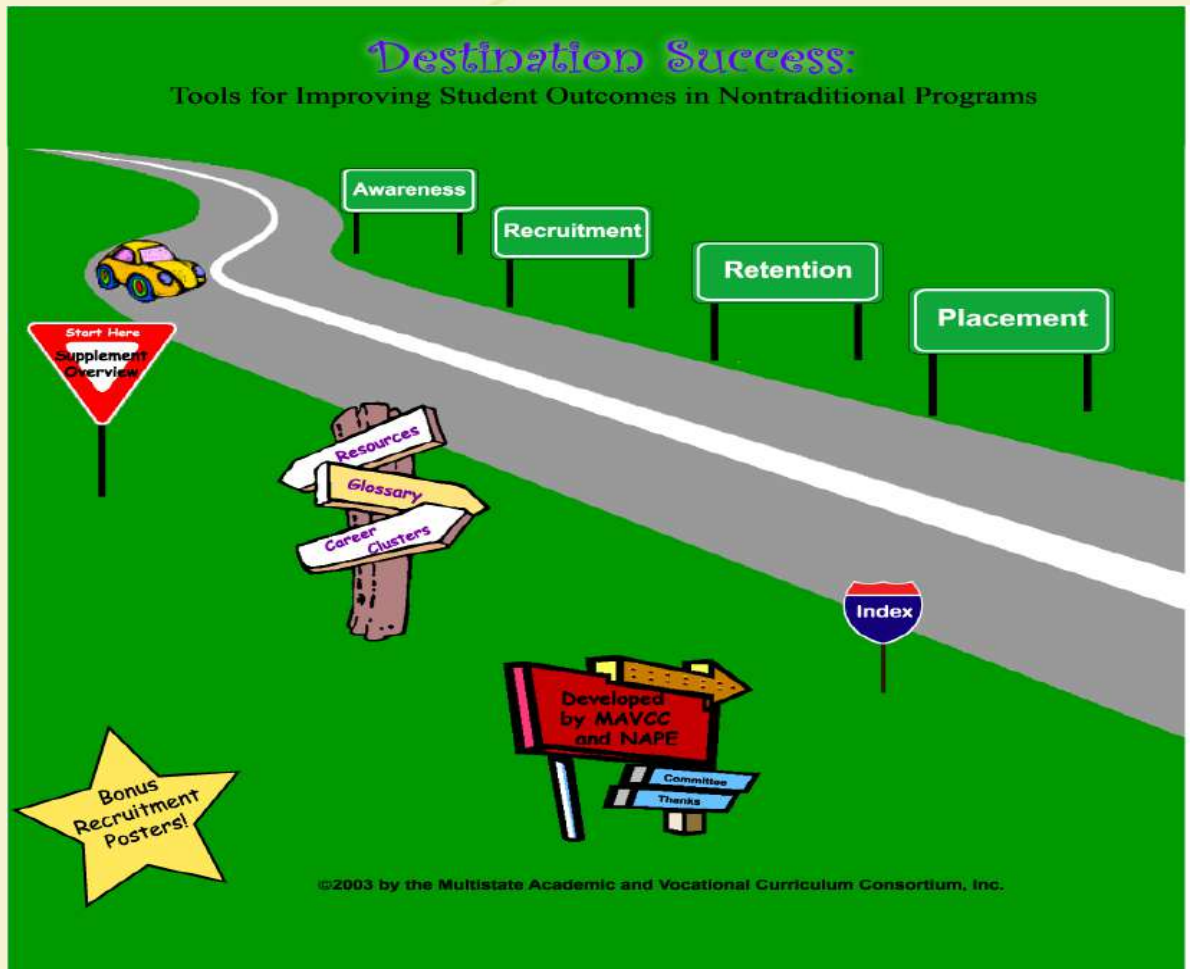 Destination Success:
Tools for Improving Student Outcomes in Nontraditional Programs
Awareness
Recruitment
Retention
Placement
Start Here
Supplement
Overview
Resources
Glossary
Career
Clusters
Index
Developed
by MAVCC
and NAPE
Committee
Thanks
Bonus
Recruitment
Posters!
©2003 by the Multistate Academic and Vocational Curriculum Consortium, Inc.